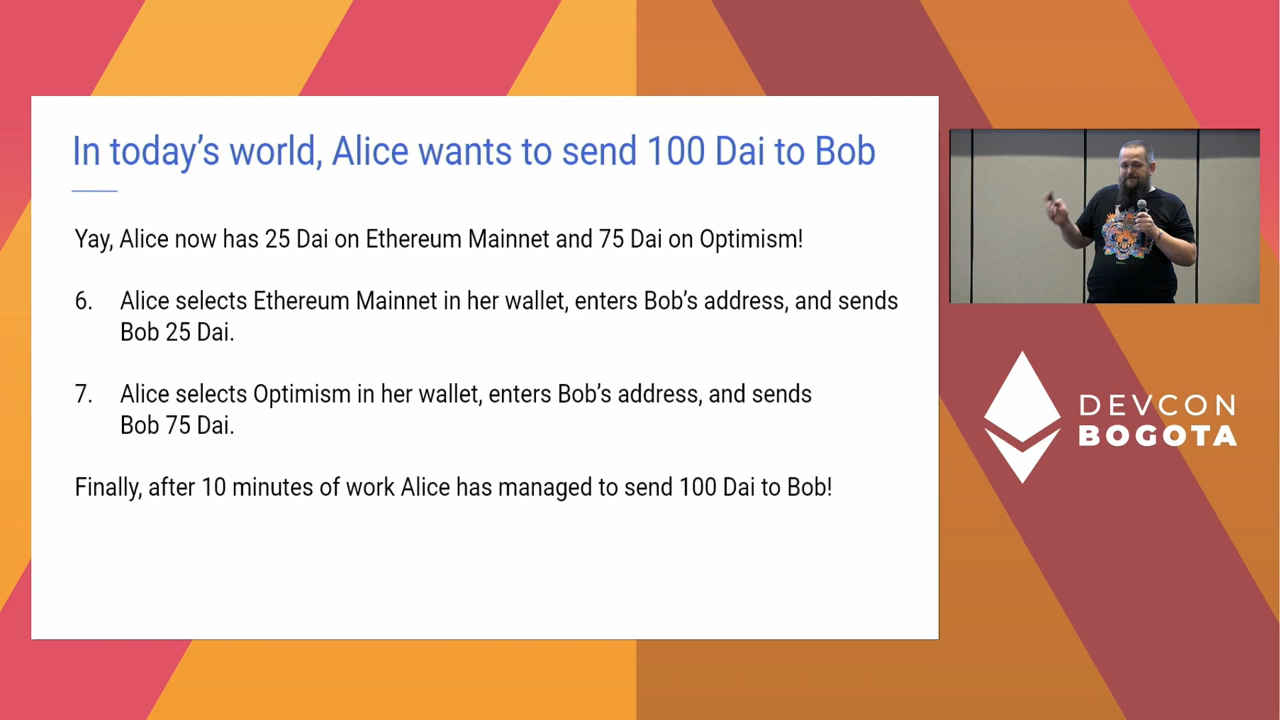 In today’s world, Alice wants to send 100 Dai to Bob
Yay, Alice now has 25 Dai on Ethereum Mainnet and 75 Dai on Optimism!
6. Alice selects Ethereum Mainnet in her wallet, enters Bob’s address, and sends
Bob 25 Dai.
7. Alice selects Optimism in her wallet, enters Bob’s address, and sends
Bob 75 Dai.
Finally, after 10 minutes of work Alice has managed to send 100 Dai to Bob!
DEVCON
BOGOTA